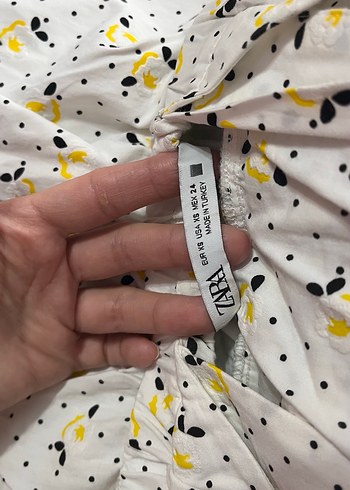 ZARA
EUR XS USA XS MEX 24
MADE IN TURKEY